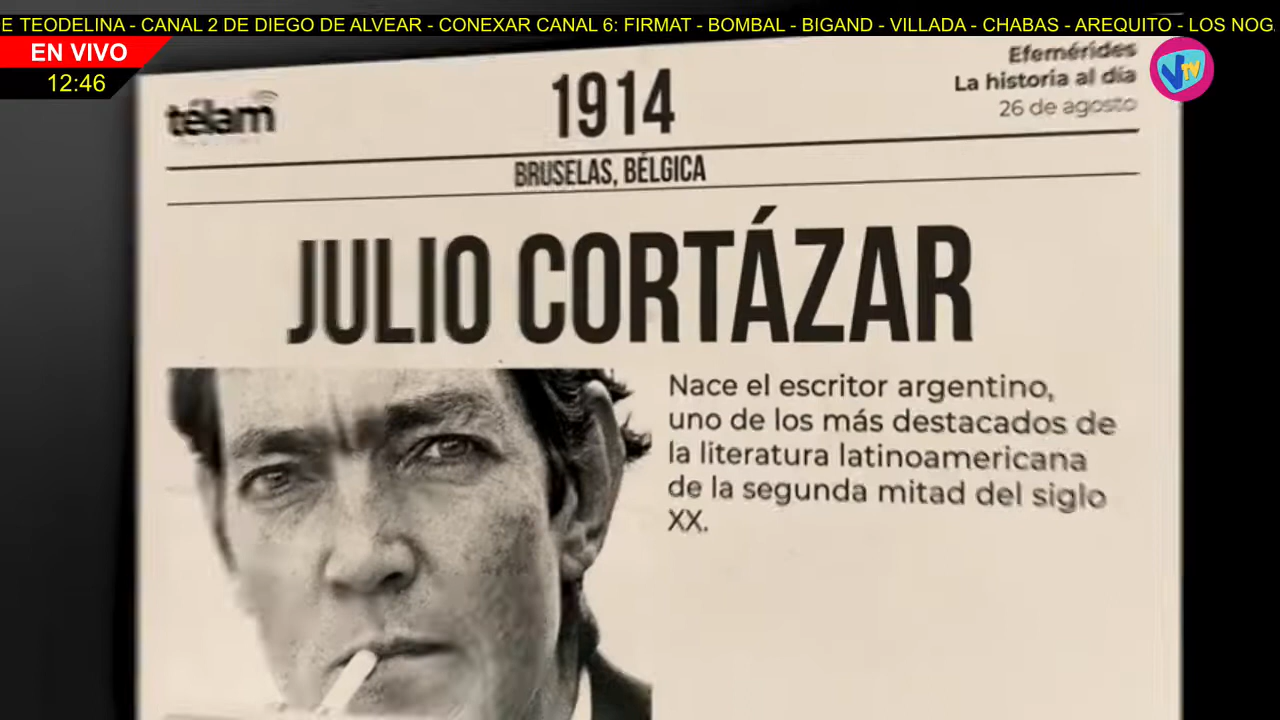 E TEODELINA - CANAL 2 DE DIEGO DE ALVEAR - CONEXAR CANAL 6: FIRMAT - BOMBAL - BIGAND - VILLADA - CHABAS - AREQUITO - LOS NOG
EN VIVO
12:46
télam
1914
Efemérides
La historia al día
26 de agosto
VTV
BRUSELAS, BÉLGICA
JULIO CORTÁZAR
Nace el escritor argentino,
uno de los más destacados de
la literatura latinoamericana
de la segunda mitad del siglo
XX.